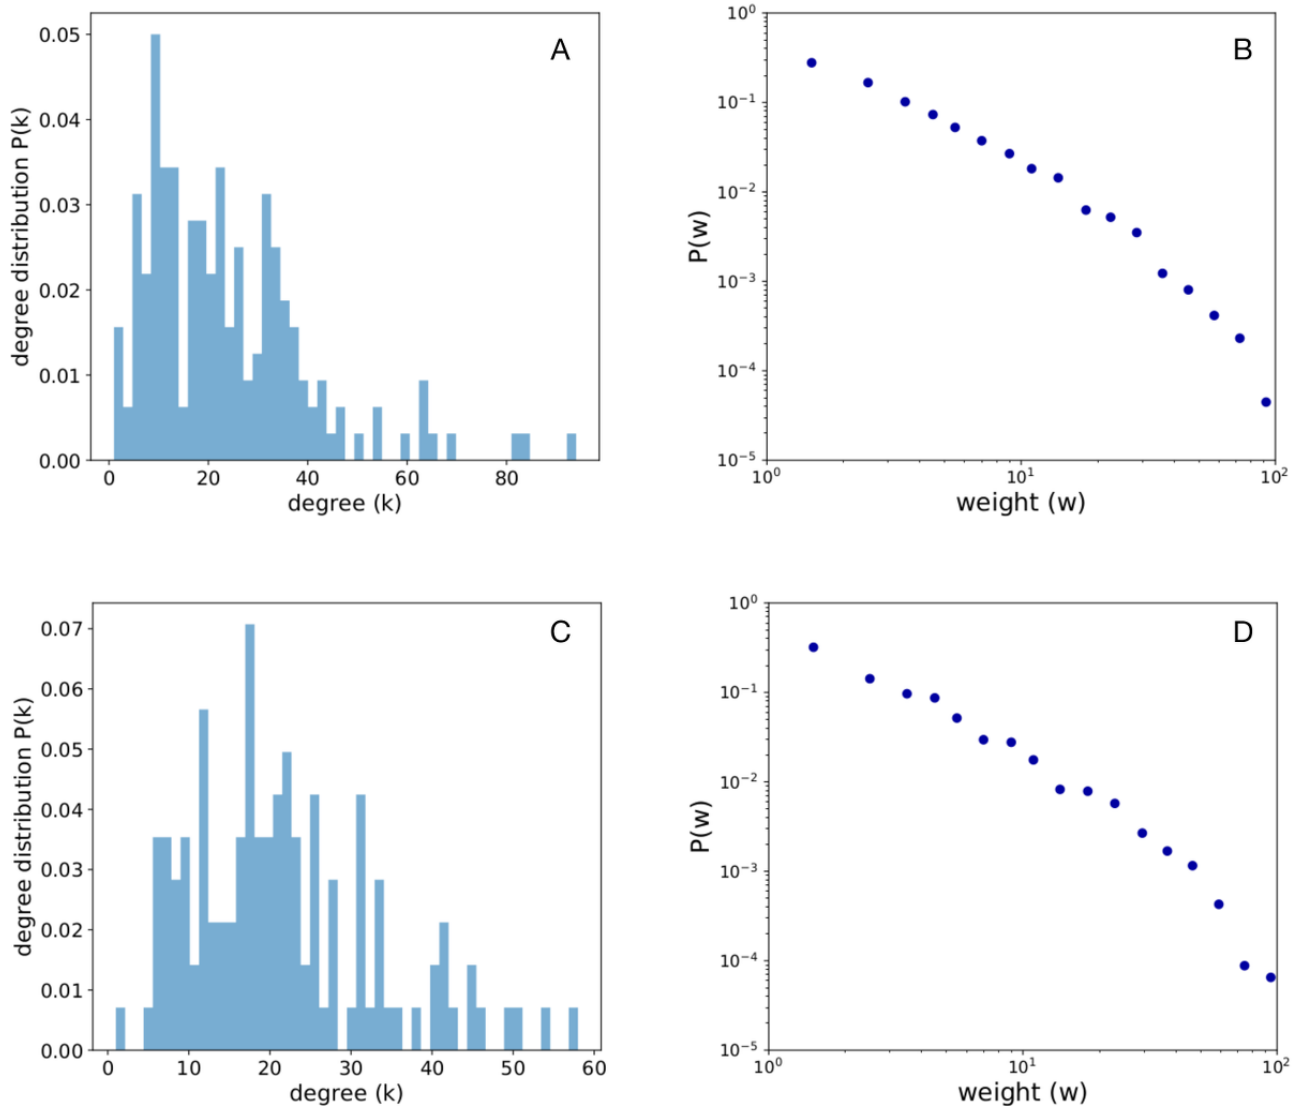 A
degree distribution P(k)
0.05
0.04
0.03
0.02
0.01
0.00
0 20 40 60 80
degree (k)
B
P(w)
10⁰
10⁻¹
10⁻²
10⁻³
10⁻⁴
10⁻⁵
10⁰ 10¹ 10²
weight (w)
C
degree distribution P(k)
0.07
0.06
0.05
0.04
0.03
0.02
0.01
0.00
0 10 20 30 40 50 60
degree (k)
D
P(w)
10⁰
10⁻¹
10⁻²
10⁻³
10⁻⁴
10⁻⁵
10⁰ 10¹ 10²
weight (w)